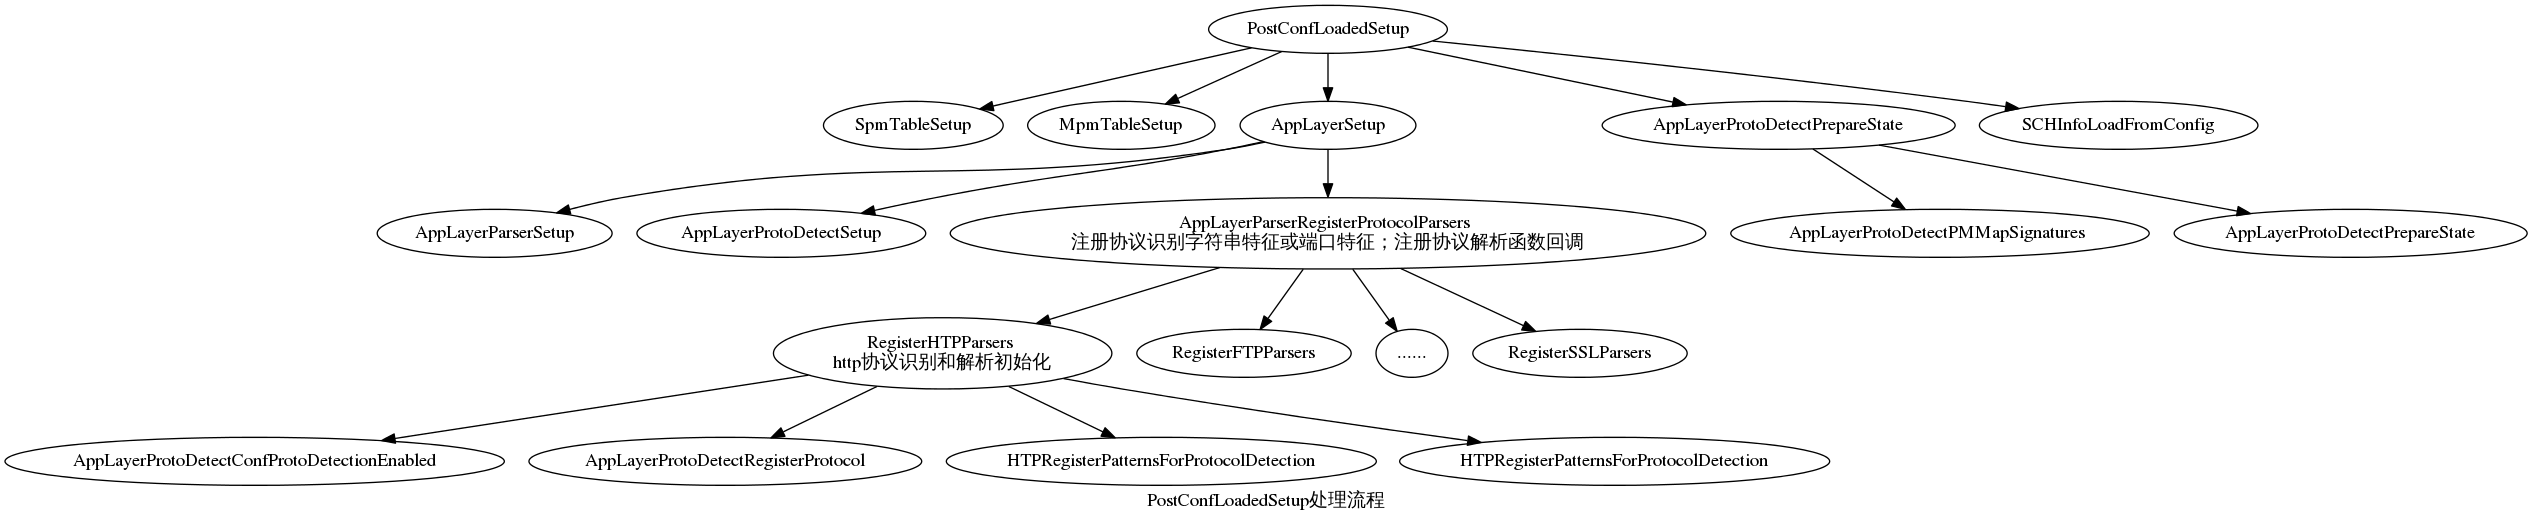 PostConfLoadedSetup
SpmTableSetup
MpmTableSetup
AppLayerSetup
AppLayerProtoDetectPrepareState
SCHInfoLoadFromConfig
AppLayerParserSetup
AppLayerProtoDetectSetup
AppLayerParserRegisterProtocolParsers
注册协议识别字符串特征或端口特征；注册协议解析函数回调
AppLayerProtoDetectPMMapSignatures
AppLayerProtoDetectPrepareState
RegisterHTPParsers
http协议识别和解析初始化
RegisterFTPParsers
......
RegisterSSLParsers
AppLayerProtoDetectConfProtoDetectionEnabled
AppLayerProtoDetectRegisterProtocol
HTPRegisterPatternsForProtocolDetection
HTPRegisterPatternsForProtocolDetection
PostConfLoadedSetup处理流程